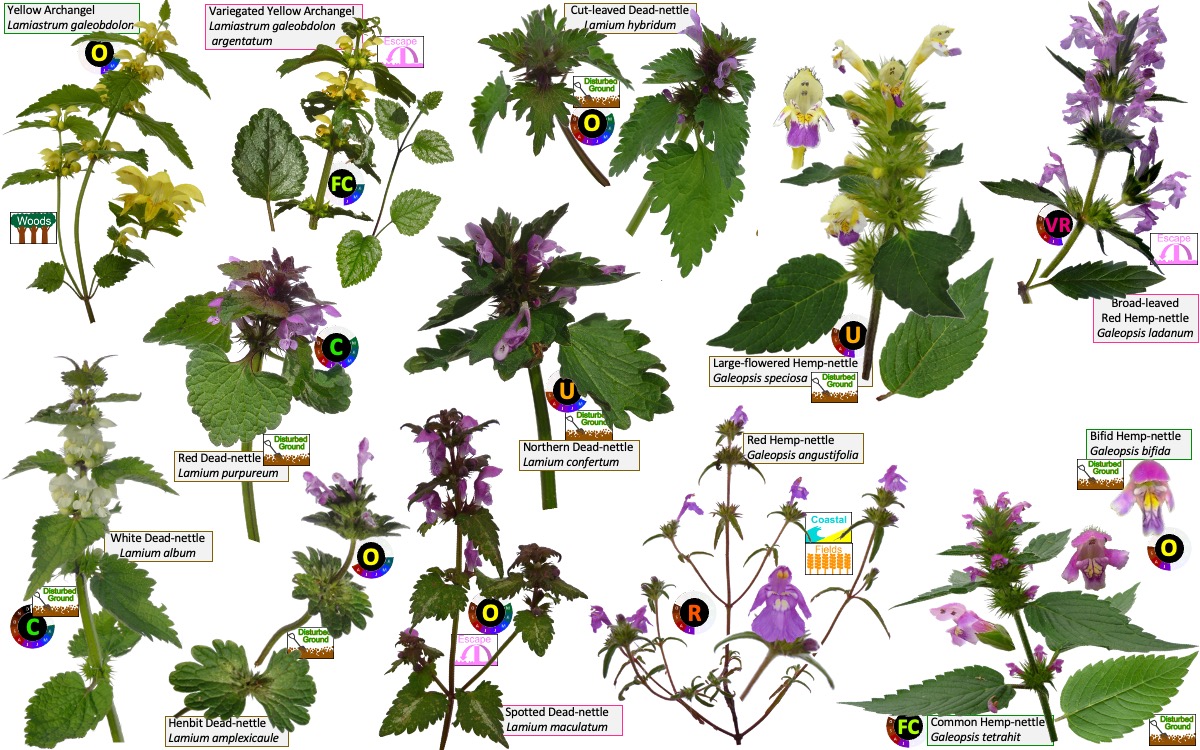 Yellow Archangel
Lamiastrum galeobdolon
O
Woods
Variegated Yellow Archangel
Lamiastrum galeobdolon
argentatum
Escape
FC
Cut-leaved Dead-nettle
Lamium hybridum
Disturbed
Ground
O
Large-flowered Hemp-nettle
Galeopsis speciosa
Disturbed
Ground
U
VR
Escape
Broad-leaved
Red Hemp-nettle
Galeopsis ladanum
C
Red Dead-nettle
Lamium purpureum
Disturbed
Ground
U
Disturbed
Ground
Northern Dead-nettle
Lamium confertum
White Dead-nettle
Lamium album
Disturbed
Ground
C
O
Disturbed
Ground
Henbit Dead-nettle
Lamium amplexicaule
O
Escape
Spotted Dead-nettle
Lamium maculatum
Red Hemp-nettle
Galeopsis angustifolia
Coastal
Fields
R
Bifid Hemp-nettle
Galeopsis bifida
Disturbed
Ground
O
FC
Common Hemp-nettle
Galeopsis tetrahit
Disturbed
Ground